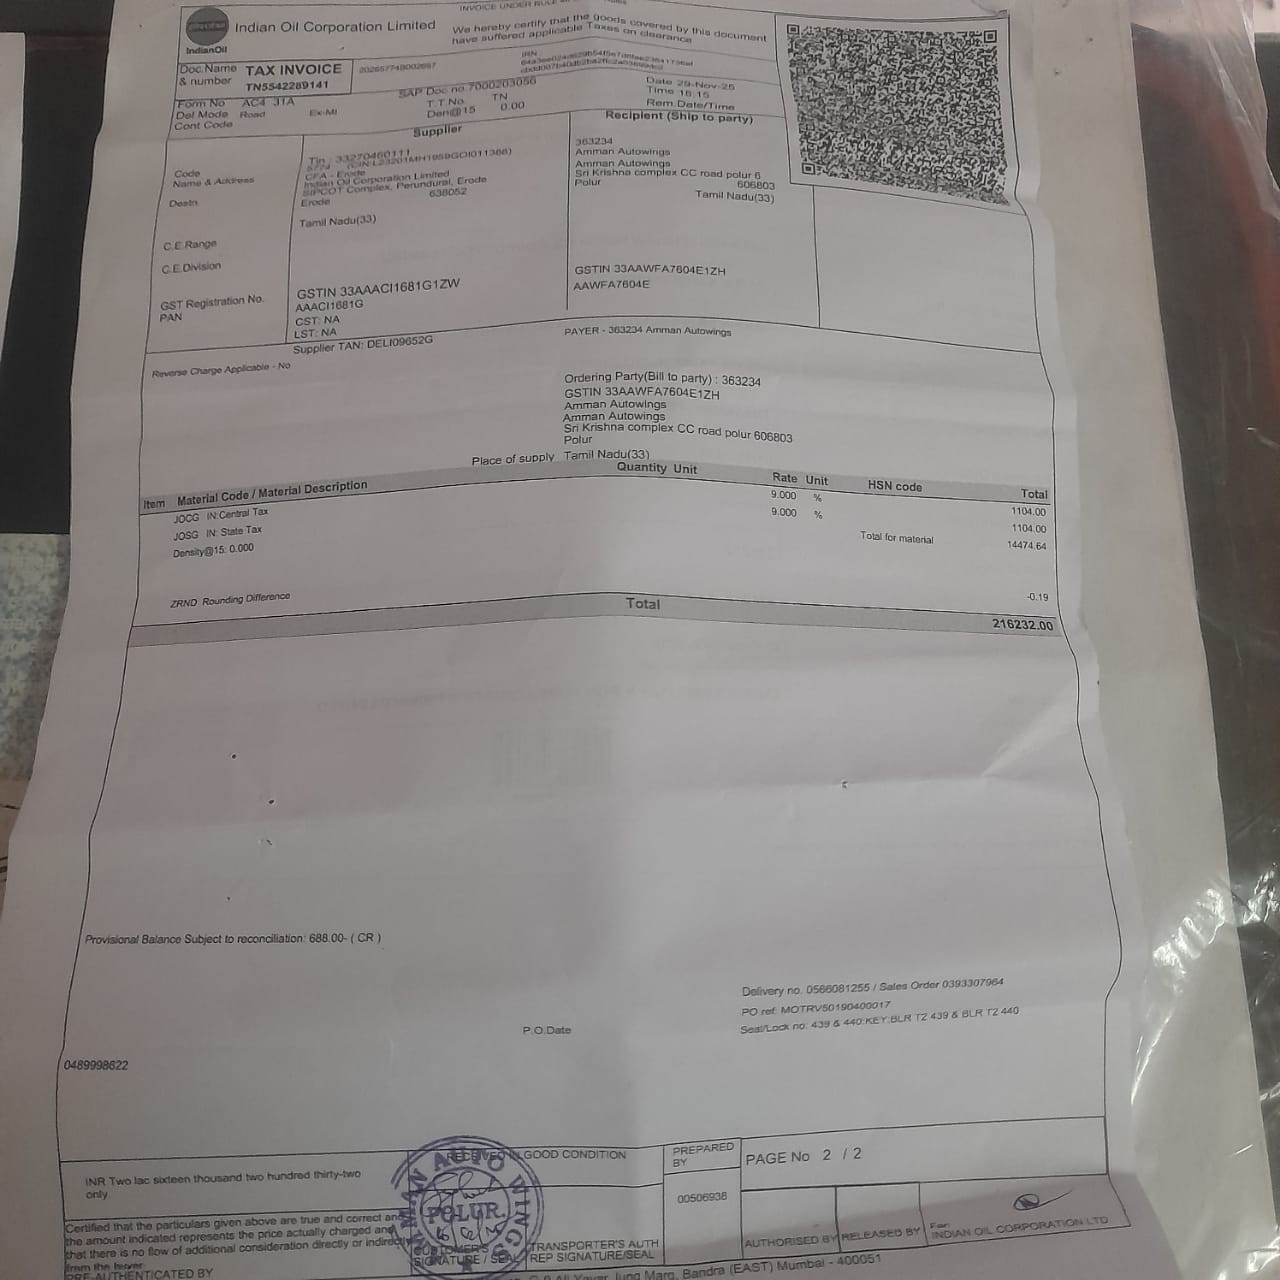 INVOICE UNDER RULE
Indian Oil Corporation Limited
IndianOil
We hereby certify that the goods covered by this document
have suffered applicable Taxes on clearance
Doc.Name & number
TAX INVOICE
TN5542289141
IRN :
SAP Doc no.7000203056
Date 29-Nov-25
Time 16:15
Rem.Date/Time
Form No AC4 31A
Del Mode Road Ex-MI
Cont Code
T.T.No. TN
Den@15 0.00
Supplier
Recipient (Ship to party)
Code
Name & Address
Destn.
Tin : 33270460111
CFA - Erode
Indian Oil Corporation Limited
SIPCOT Complex, Perundurai, Erode
638052
Erode
Tamil Nadu(33)
363234
Amman Autowings
Amman Autowings
Sri Krishna complex CC road polur 6
Polur 606803
Tamil Nadu(33)
C.E.Range
C.E.Division
GST Registration No.
PAN
GSTIN 33AAACI1681G1ZW
AAACI1681G
CST: NA
LST: NA
Supplier TAN: DELI09652G
GSTIN 33AAWFA7604E1ZH
AAWFA7604E
PAYER - 363234 Amman Autowings
Reverse Charge Applicable - No
Ordering Party(Bill to party) : 363234
GSTIN 33AAWFA7604E1ZH
Amman Autowings
Amman Autowings
Sri Krishna complex CC road polur 606803
Polur
Place of supply Tamil Nadu(33)
Item Material Code / Material Description Quantity Unit Rate Unit HSN code Total
JOCG IN:Central Tax 9.000 % 1104.00
JOSG IN: State Tax 9.000 % 1104.00
Density@15: 0.000 Total for material 14474.64
ZRND Rounding Difference -0.19
Total 216232.00
Provisional Balance Subject to reconciliation: 688.00- ( CR )
Delivery no. 0566081255 / Sales Order 0393307964
PO ref: MOTRV50190400017
P.O.Date
Seal/Lock no: 439 & 440:KEY:BLR T2 439 & BLR T2 440
0489998622
INR Two lac sixteen thousand two hundred thirty-two
only.
RECEIVED IN GOOD CONDITION
PREPARED BY
PAGE No 2 / 2
00506938
AMMAN AUTO WINGS
POLUR.
Certified that the particulars given above are true and correct and
the amount indicated represents the price actually charged and
that there is no flow of additional consideration directly or indirectly
from the buyer
PRE-AUTHENTICATED BY
CUSTOMER'S
SIGNATURE / SEAL
TRANSPORTER'S AUTH
REP SIGNATURE/SEAL
AUTHORISED BY
RELEASED BY
For
INDIAN OIL CORPORATION LTD
Jung Marg, Bandra (EAST) Mumbai - 400051